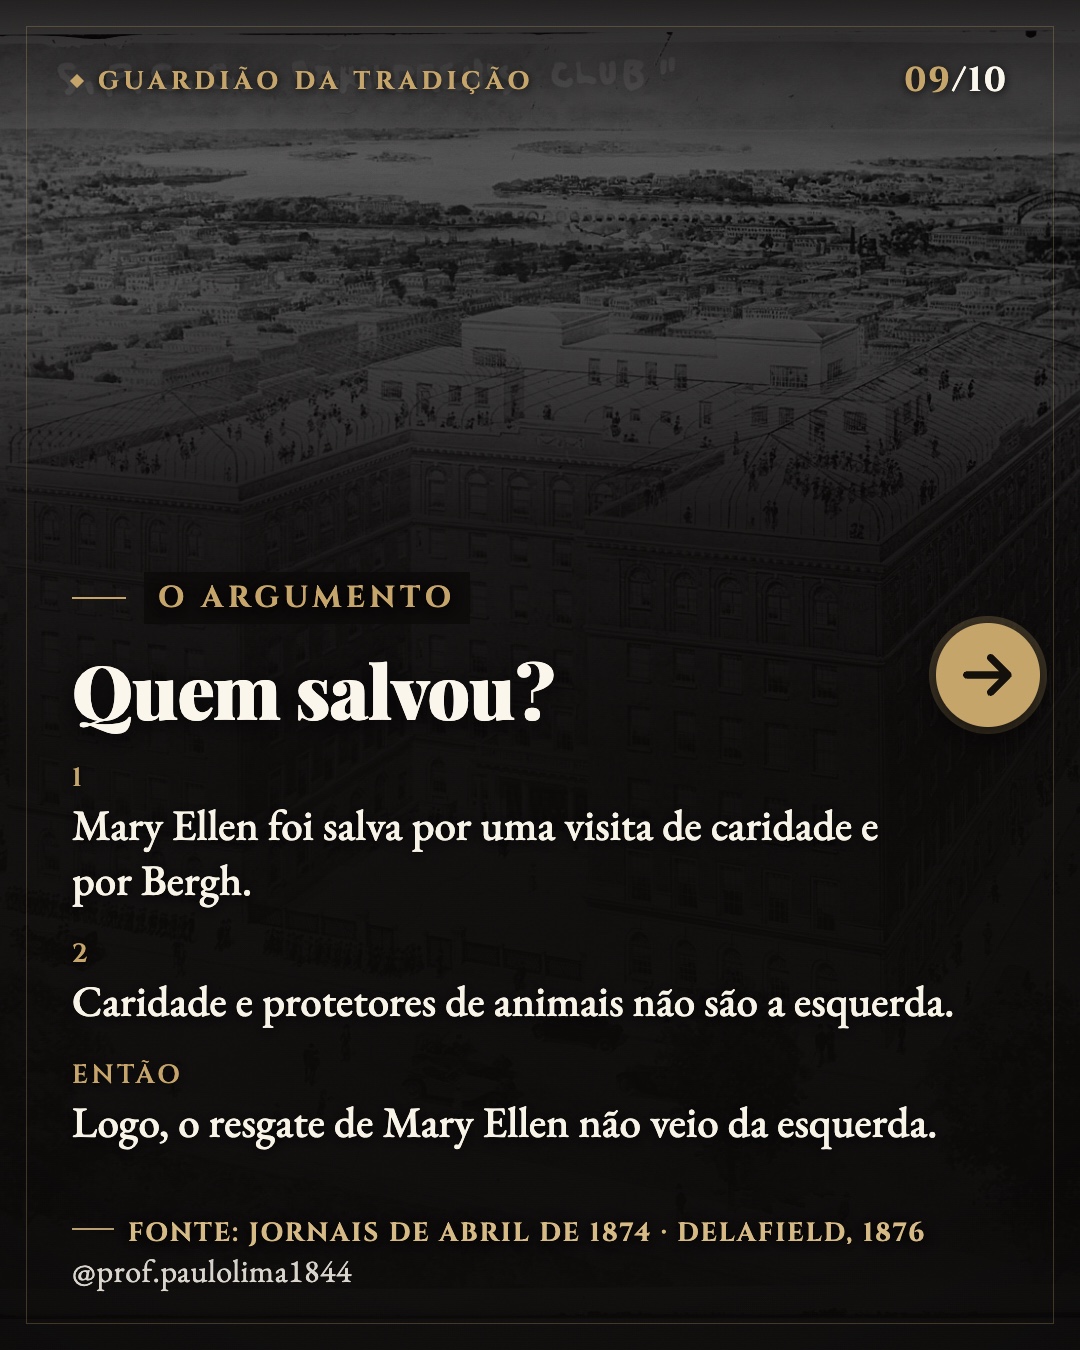 ◆ GUARDIÃO DA TRADIÇÃO
09/10
CLUB"
O ARGUMENTO
Quem salvou?
1
Mary Ellen foi salva por uma visita de caridade e
por Bergh.
2
Caridade e protetores de animais não são a esquerda.
ENTÃO
Logo, o resgate de Mary Ellen não veio da esquerda.
FONTE: JORNAIS DE ABRIL DE 1874 · DELAFIELD, 1876
@prof.paulolima1844